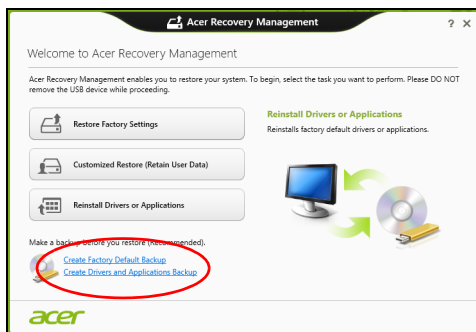 Acer Recovery Management
? X
Welcome to Acer Recovery Management
Acer Recovery Management enables you to restore your system. To begin, select the task you want to perform. Please DO NOT
remove the USB device while proceeding.
Restore Factory Settings
Customized Restore (Retain User Data)
Reinstall Drivers or Applications
Reinstall Drivers or Applications
Reinstalls factory default drivers or applications.
Make a backup before you restore (Recommended).
Create Factory Default Backup
Create Drivers and Applications Backup
acer